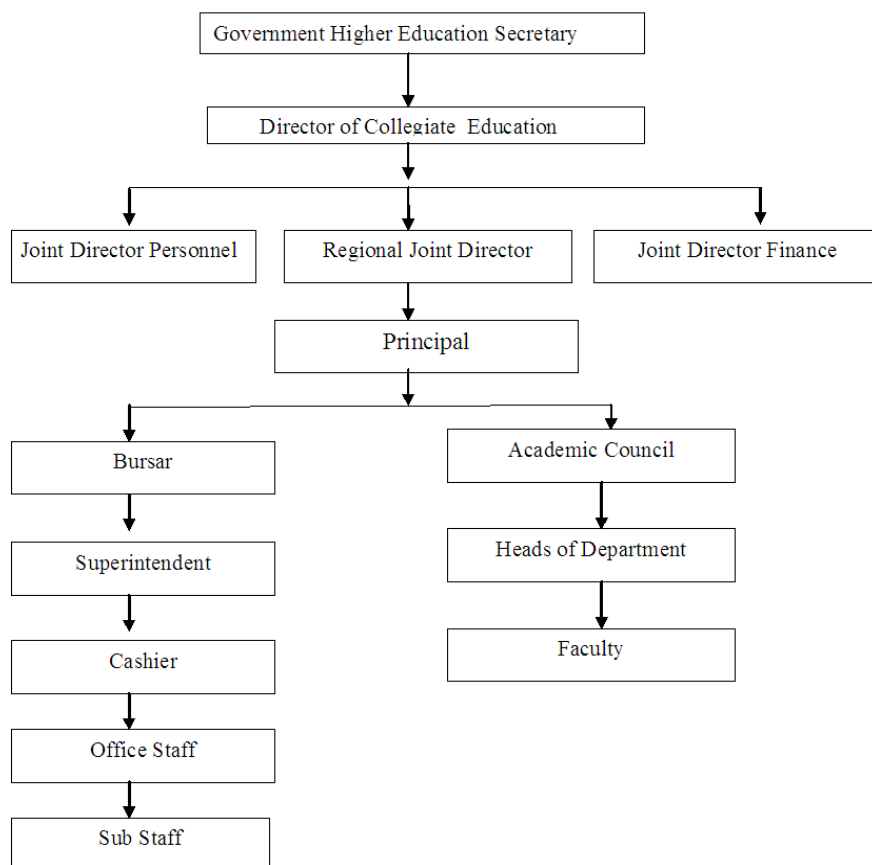 Government Higher Education Secretary
Director of Collegiate Education
Joint Director Personnel
Regional Joint Director
Joint Director Finance
Principal
Bursar
Academic Council
Superintendent
Heads of Department
Cashier
Faculty
Office Staff
Sub Staff